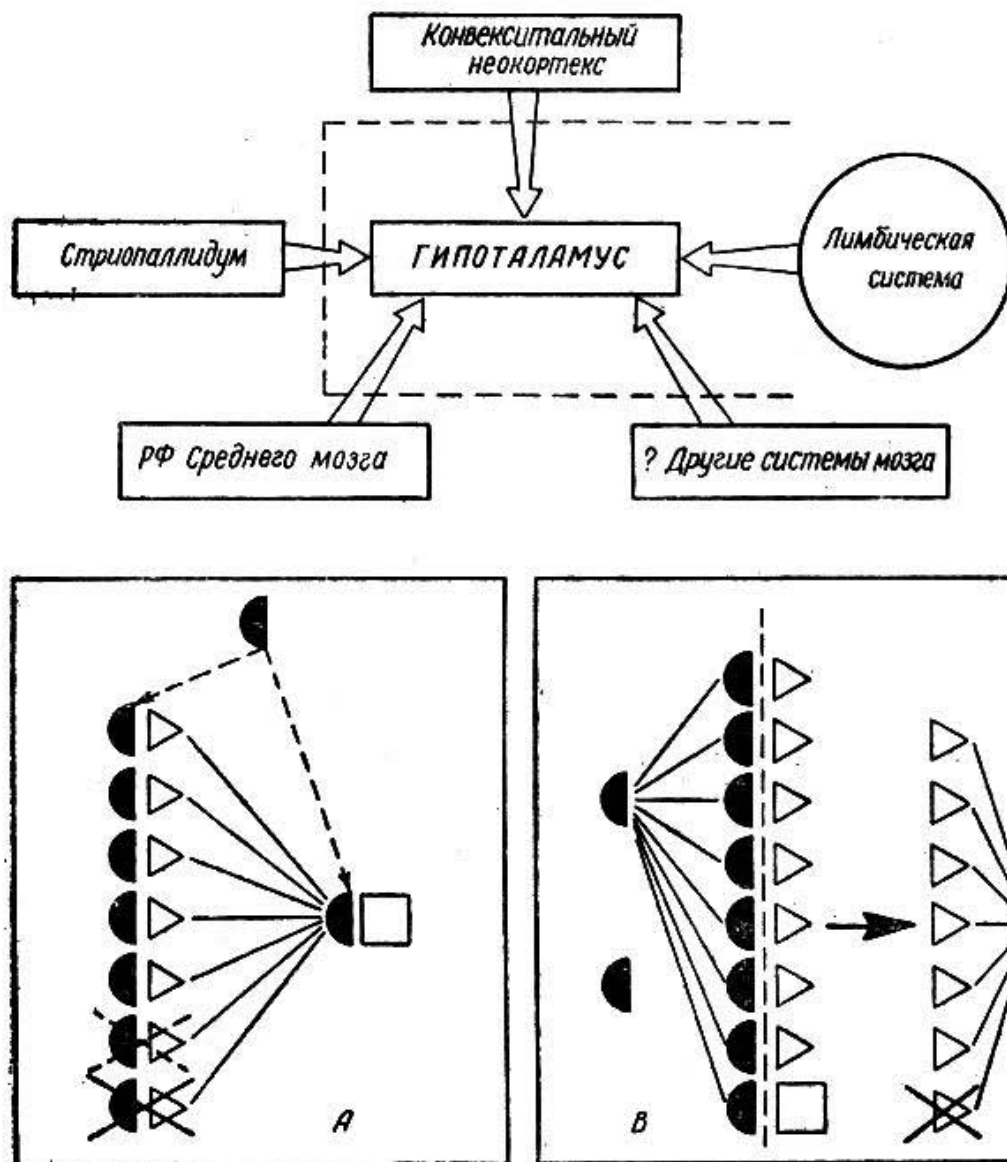 Конвекситальный
неокортекс
Стриопаллидум
ГИПОТАЛАМУС
Лимбическая
система
РФ Среднего мозга
? Другие системы мозга
А
В